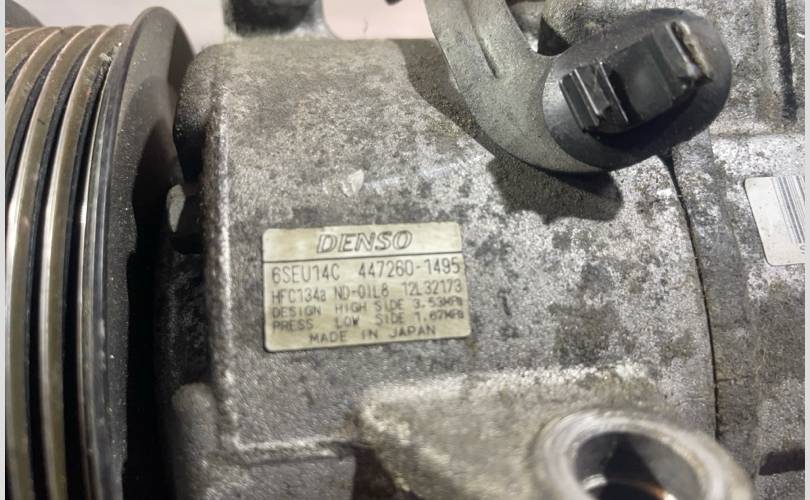 DENSO
6SEU14C 447260-1495
HFC134a ND-OIL8 12L32173
DESIGN HIGH SIDE 3.53MPa
PRESS LOW SIDE 1.67MPa
MADE IN JAPAN